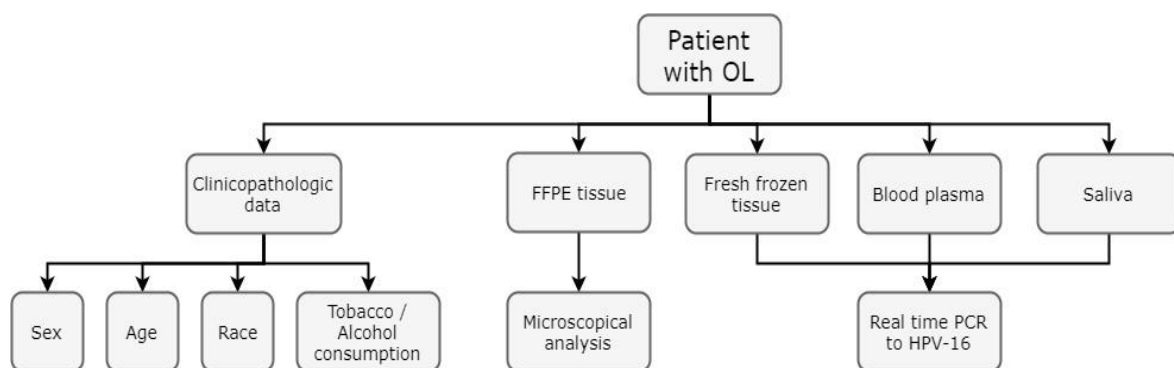 Patient
with OL
Clinicopathologic
data
FFPE tissue
Fresh frozen
tissue
Blood plasma
Saliva
Sex
Age
Race
Tobacco /
Alcohol
consumption
Microscopical
analysis
Real time PCR
to HPV-16